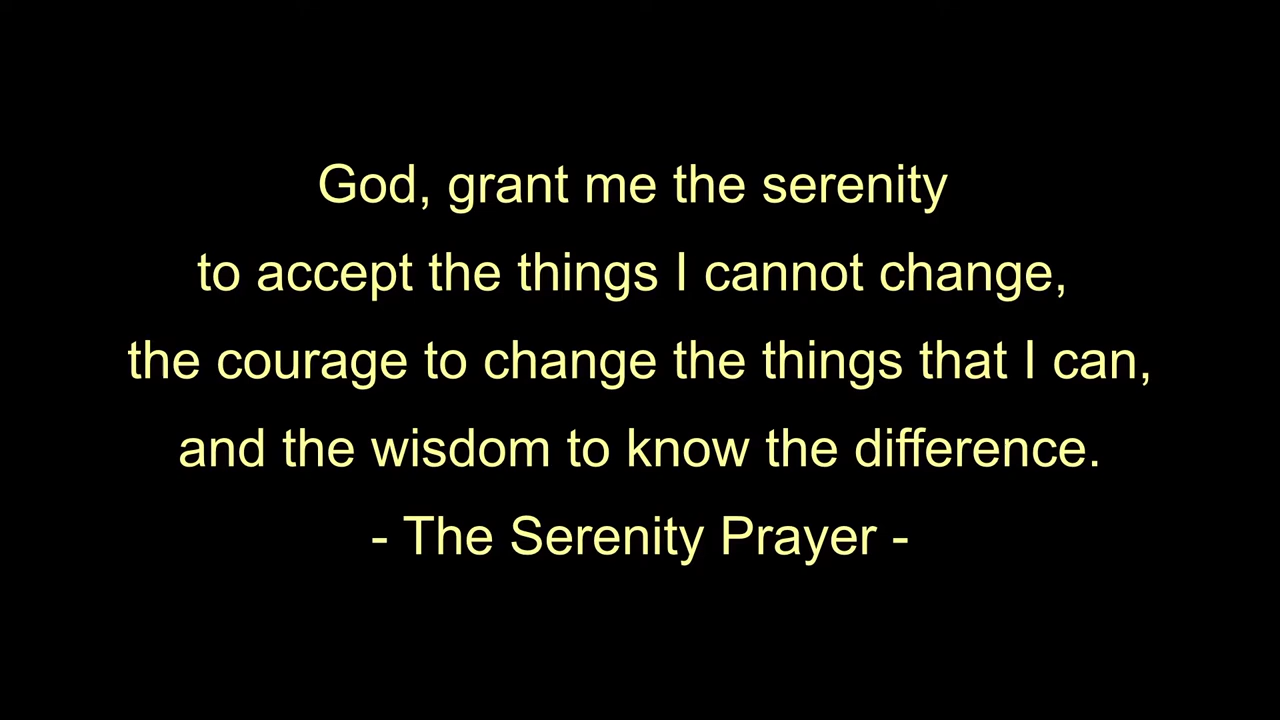 God, grant me the serenity
to accept the things I cannot change,
the courage to change the things that I can,
and the wisdom to know the difference.
- The Serenity Prayer -